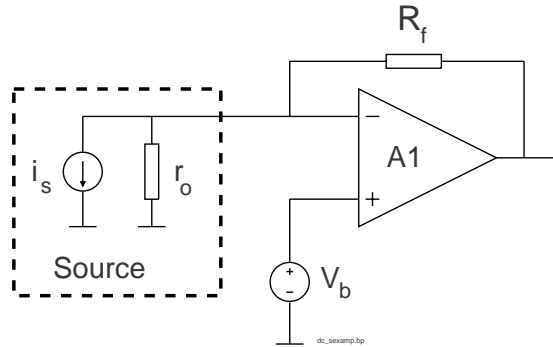 R_f
A1
i_s
r_o
Source
V_b
dc_sexamp.bp